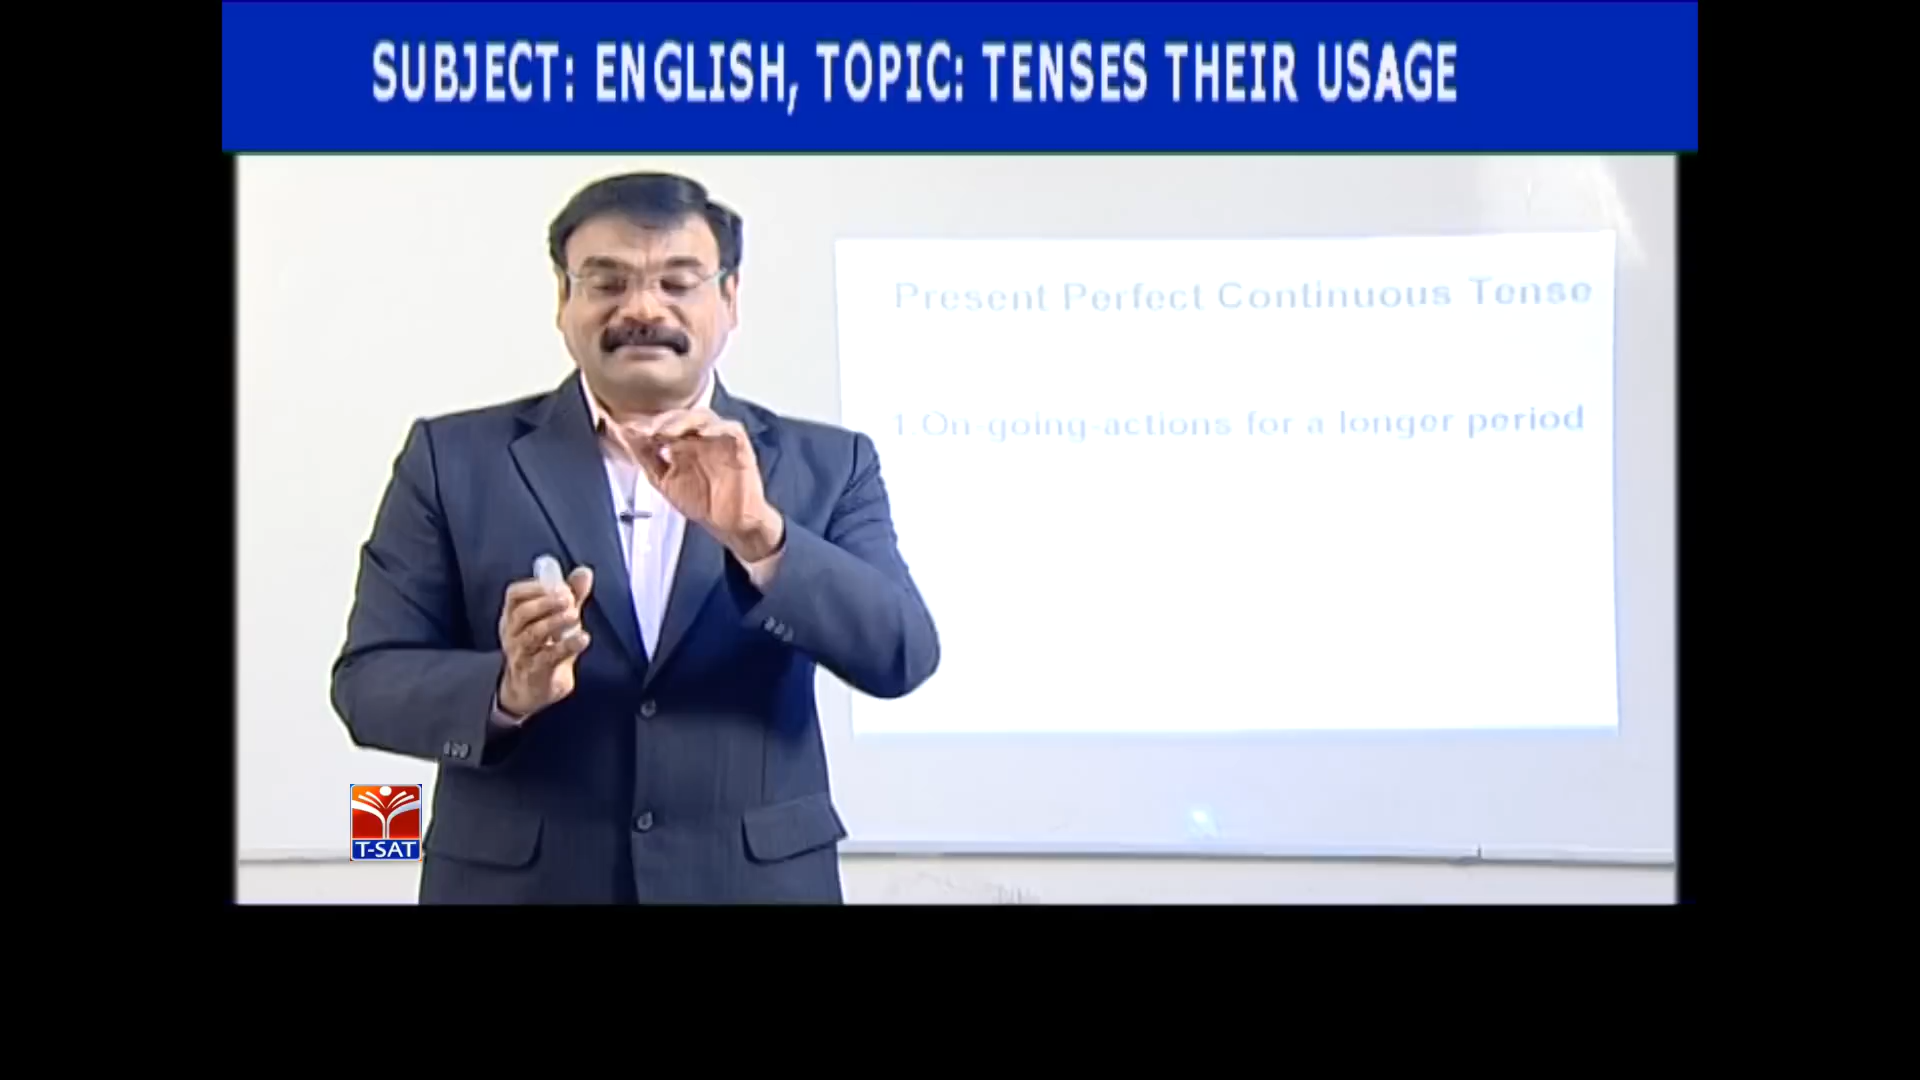 SUBJECT: ENGLISH, TOPIC: TENSES THEIR USAGE
Present Perfect Continuous Tense
1.On-going-actions for a longer period
T-SAT